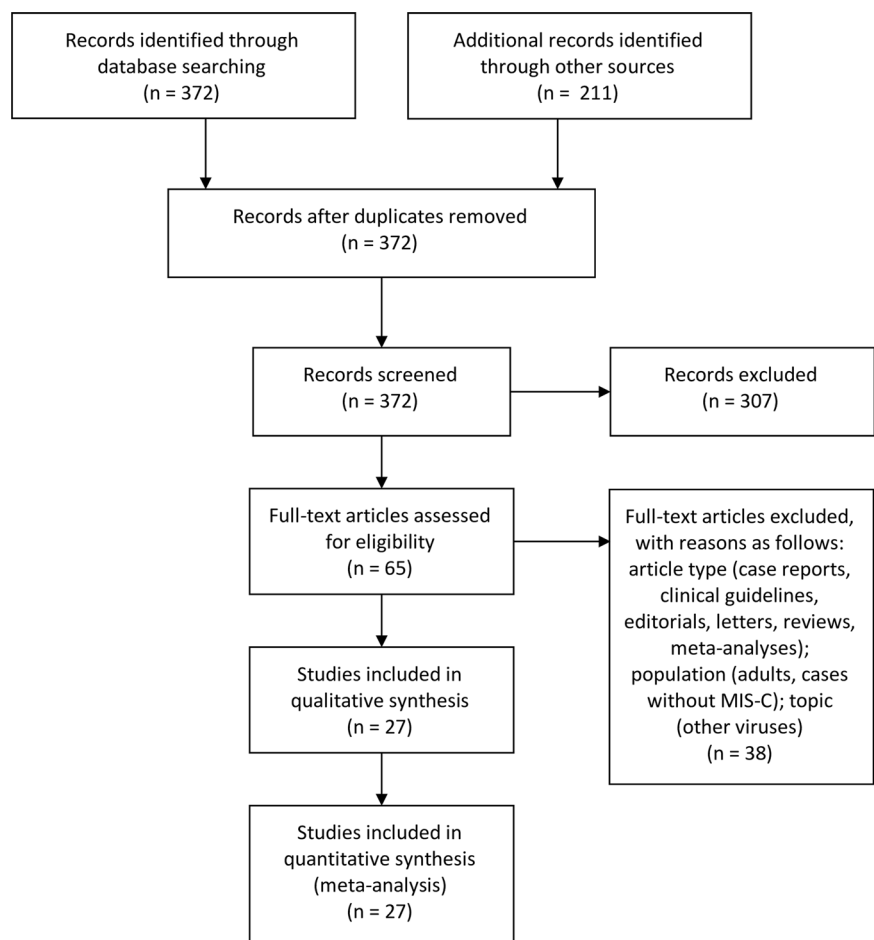 Records identified through
database searching
(n = 372)
Additional records identified
through other sources
(n = 211)
Records after duplicates removed
(n = 372)
Records screened
(n = 372)
Records excluded
(n = 307)
Full-text articles assessed
for eligibility
(n = 65)
Full-text articles excluded,
with reasons as follows:
article type (case reports,
clinical guidelines,
editorials, letters, reviews,
meta-analyses);
population (adults, cases
without MIS-C); topic
(other viruses)
(n = 38)
Studies included in
qualitative synthesis
(n = 27)
Studies included in
quantitative synthesis
(meta-analysis)
(n = 27)